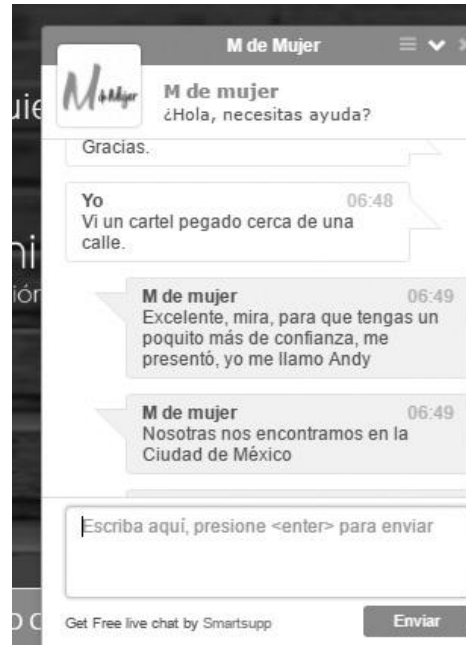 M de Mujer
M de Mujer
M de mujer
¿Hola, necesitas ayuda?
Gracias.
Yo 06:48
Vi un cartel pegado cerca de una
calle.
M de mujer 06:49
Excelente, mira, para que tengas un
poquito más de confianza, me
presentó, yo me llamo Andy
M de mujer 06:49
Nosotras nos encontramos en la
Ciudad de México
Escriba aquí, presione <enter> para enviar
Get Free live chat by Smartsupp
Enviar